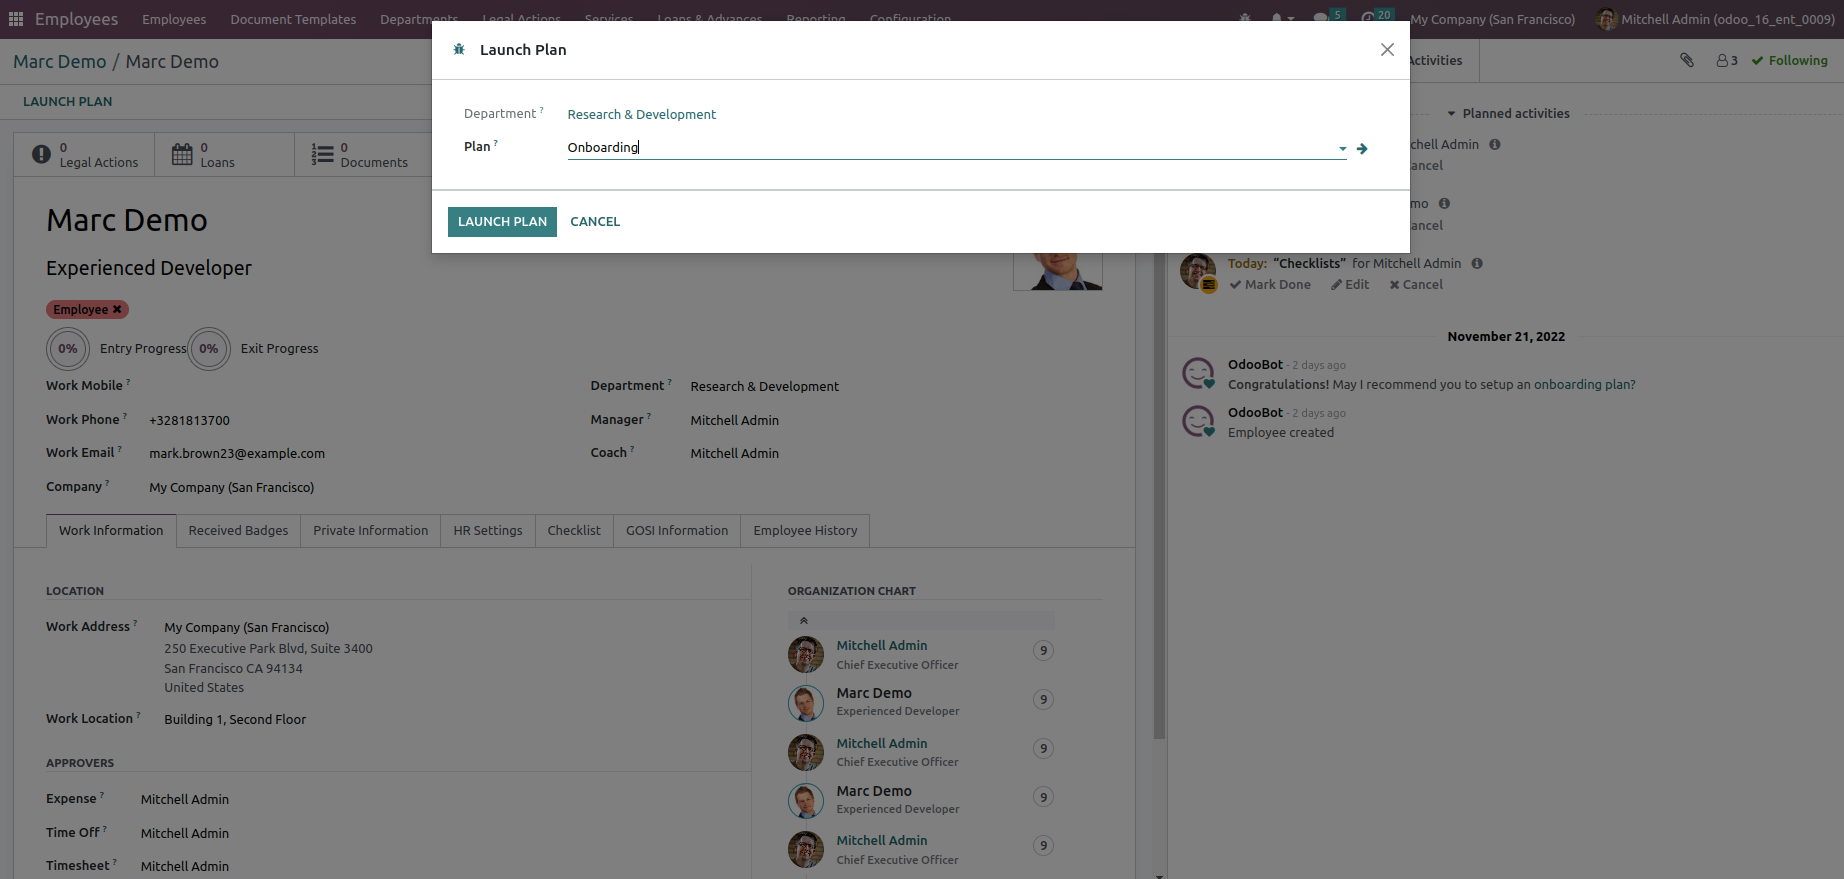 Employees Employees Document Templates Departments Legal Actions Services Loans & Advances Reporting Configuration 5 20 My Company (San Francisco) Mitchell Admin (odoo_16_ent_0009)
Launch Plan
Department ? Research & Development
Plan ? Onboarding
LAUNCH PLAN CANCEL
Marc Demo / Marc Demo
LAUNCH PLAN
0 Legal Actions
0 Loans
0 Documents
Marc Demo
Experienced Developer
Employee ✖
0% Entry Progress 0% Exit Progress
Work Mobile ?
Work Phone ? +3281813700
Work Email ? mark.brown23@example.com
Company ? My Company (San Francisco)
Department ? Research & Development
Manager ? Mitchell Admin
Coach ? Mitchell Admin
Work Information Received Badges Private Information HR Settings Checklist GOSI Information Employee History
LOCATION
Work Address ? My Company (San Francisco)
250 Executive Park Blvd, Suite 3400
San Francisco CA 94134
United States
Work Location ? Building 1, Second Floor
APPROVERS
Expense ? Mitchell Admin
Time Off ? Mitchell Admin
Timesheet ? Mitchell Admin
ORGANIZATION CHART
Mitchell Admin 9
Chief Executive Officer
Marc Demo 9
Experienced Developer
Mitchell Admin 9
Chief Executive Officer
Marc Demo 9
Experienced Developer
Mitchell Admin 9
Chief Executive Officer
Activities 3 Following
Planned activities
chell Admin
ancel
mo
ancel
Today: “Checklists” for Mitchell Admin
Mark Done Edit Cancel
November 21, 2022
OdooBot - 2 days ago
Congratulations! May I recommend you to setup an onboarding plan?
OdooBot - 2 days ago
Employee created